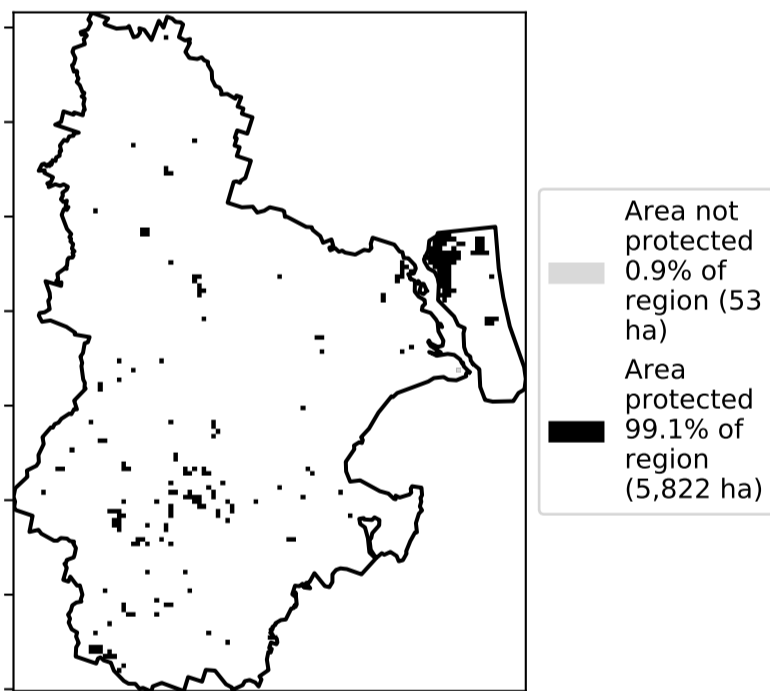 Area not
protected
0.9% of
region (53
ha)
Area
protected
99.1% of
region
(5,822 ha)